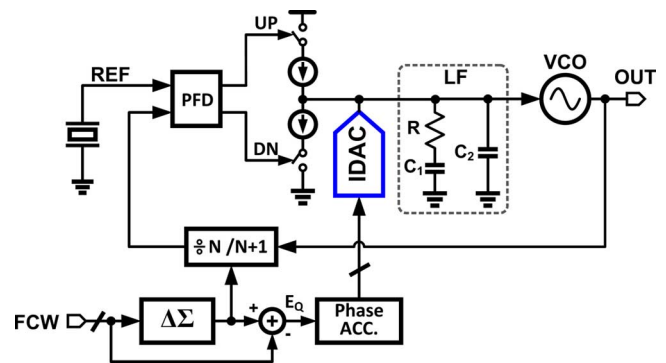 UP
REF
PFD
DN
IDAC
LF
R
C1
C2
VCO
OUT
÷ N /N+1
FCW
ΔΣ
+
+
-
EQ
Phase
ACC.